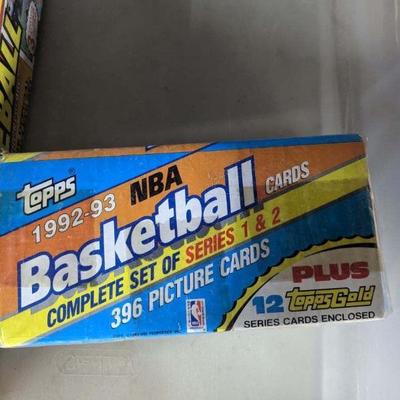 TOPPS®
1992-93 NBA
Basketball CARDS
COMPLETE SET OF SERIES 1 & 2
396 PICTURE CARDS
PLUS
12 ToppsGold
SERIES CARDS ENCLOSED
NBA